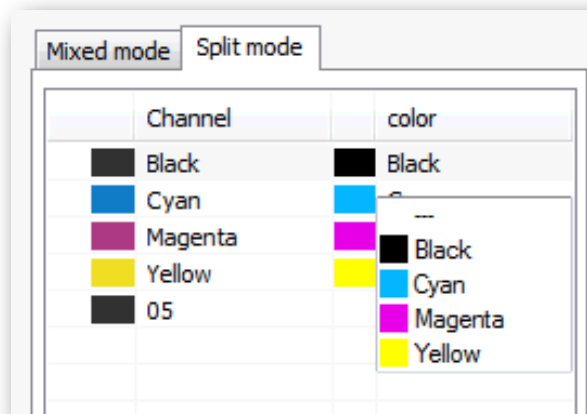 Mixed mode Split mode
Channel color
Black Black
Cyan
Magenta
Yellow
05
---
Black
Cyan
Magenta
Yellow